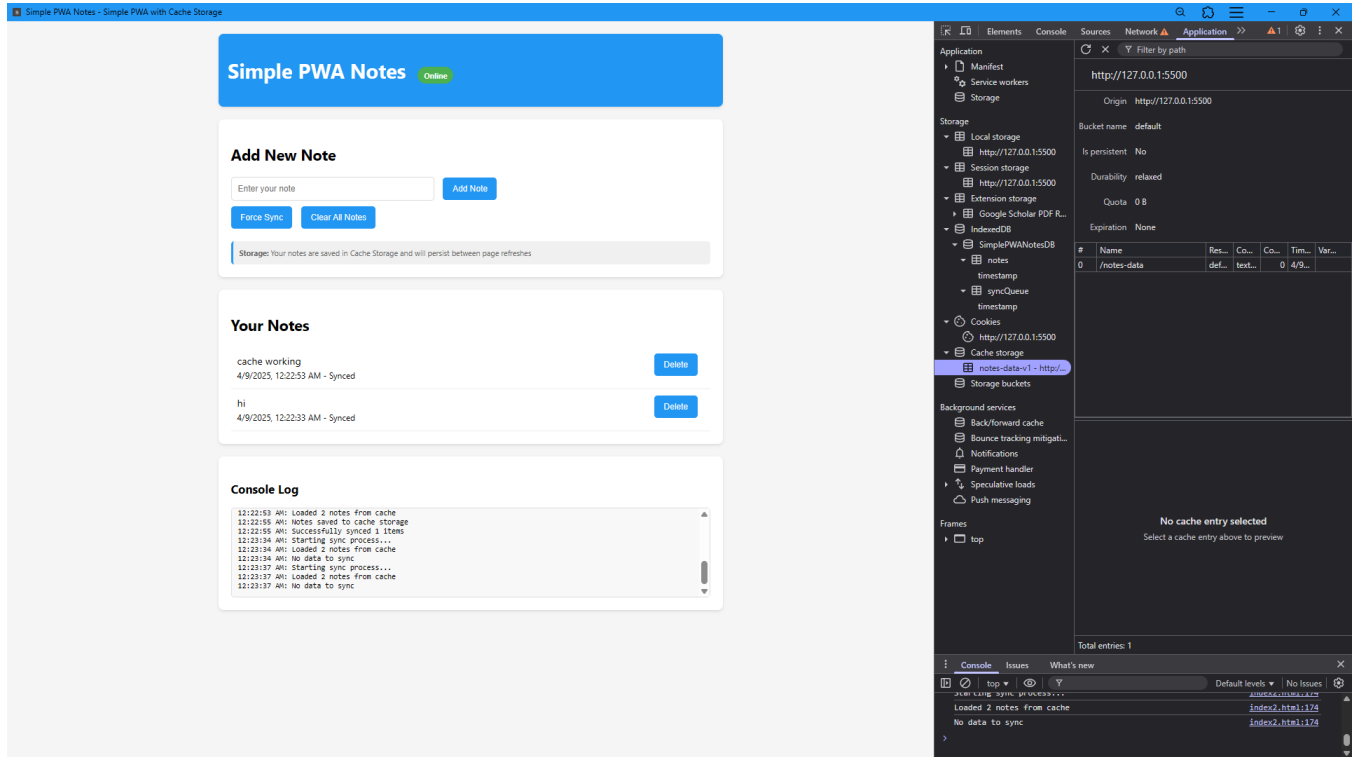 Simple PWA Notes - Simple PWA with Cache Storage
Simple PWA Notes Online
Add New Note
Enter your note Add Note
Force Sync Clear All Notes
Storage: Your notes are saved in Cache Storage and will persist between page refreshes
Your Notes
cache working
4/9/2025, 12:22:53 AM - Synced
Delete
hi
4/9/2025, 12:22:33 AM - Synced
Delete
Console Log
12:22:53 AM: Loaded 2 notes from cache
12:22:55 AM: Notes saved to cache storage
12:22:55 AM: Successfully synced 1 items
12:23:34 AM: Starting sync process...
12:23:34 AM: Loaded 2 notes from cache
12:23:34 AM: No data to sync
12:23:37 AM: Starting sync process...
12:23:37 AM: Loaded 2 notes from cache
12:23:37 AM: No data to sync
Elements Console Sources Network Application 1
Application
Manifest
Service workers
Storage
Storage
Local storage
http://127.0.0.1:5500
Session storage
http://127.0.0.1:5500
Extension storage
Google Scholar PDF R...
IndexedDB
SimplePWANotesDB
notes
timestamp
syncQueue
timestamp
Cookies
http://127.0.0.1:5500
Cache storage
notes-data-v1 - http:/...
Storage buckets
Background services
Back/forward cache
Bounce tracking mitigati...
Notifications
Payment handler
Speculative loads
Push messaging
Frames
top
Filter by path
http://127.0.0.1:5500
Origin http://127.0.0.1:5500
Bucket name default
Is persistent No
Durability relaxed
Quota 0 B
Expiration None
# Name Res... Co... Co... Tim... Var...
0 /notes-data def... text... 0 4/9...
No cache entry selected
Select a cache entry above to preview
Total entries: 1
Console Issues What's new
top Default levels No Issues
Starting sync process... index2.html:174
Loaded 2 notes from cache index2.html:174
No data to sync index2.html:174